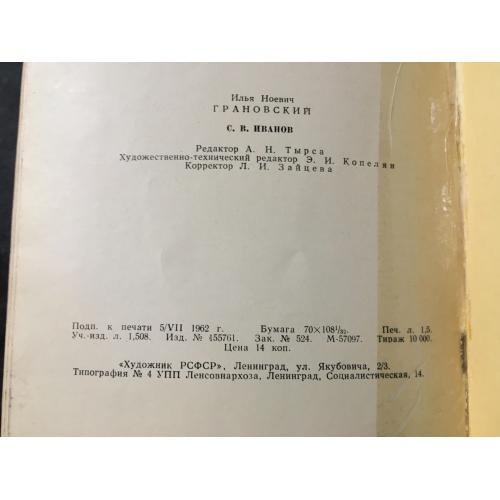 Илья Ноевич
ГРАНОВСКИЙ
С. В. ИВАНОВ
Редактор А. Н. Тырса
Художественно-технический редактор Э. И. Копелян
Корректор Л. И. Зайцева
Подп. к печати 5/VII 1962 г. Бумага 70×108¹/₃₂. Печ. л. 1,5.
Уч.-изд. л. 1,508. Изд. № 155761. Зак. № 524. М-57097. Тираж 10 000.
Цена 14 коп.
«Художник РСФСР», Ленинград, ул. Якубовича, 2/3.
Типография № 4 УПП Ленсовнархоза, Ленинград, Социалистическая, 14.